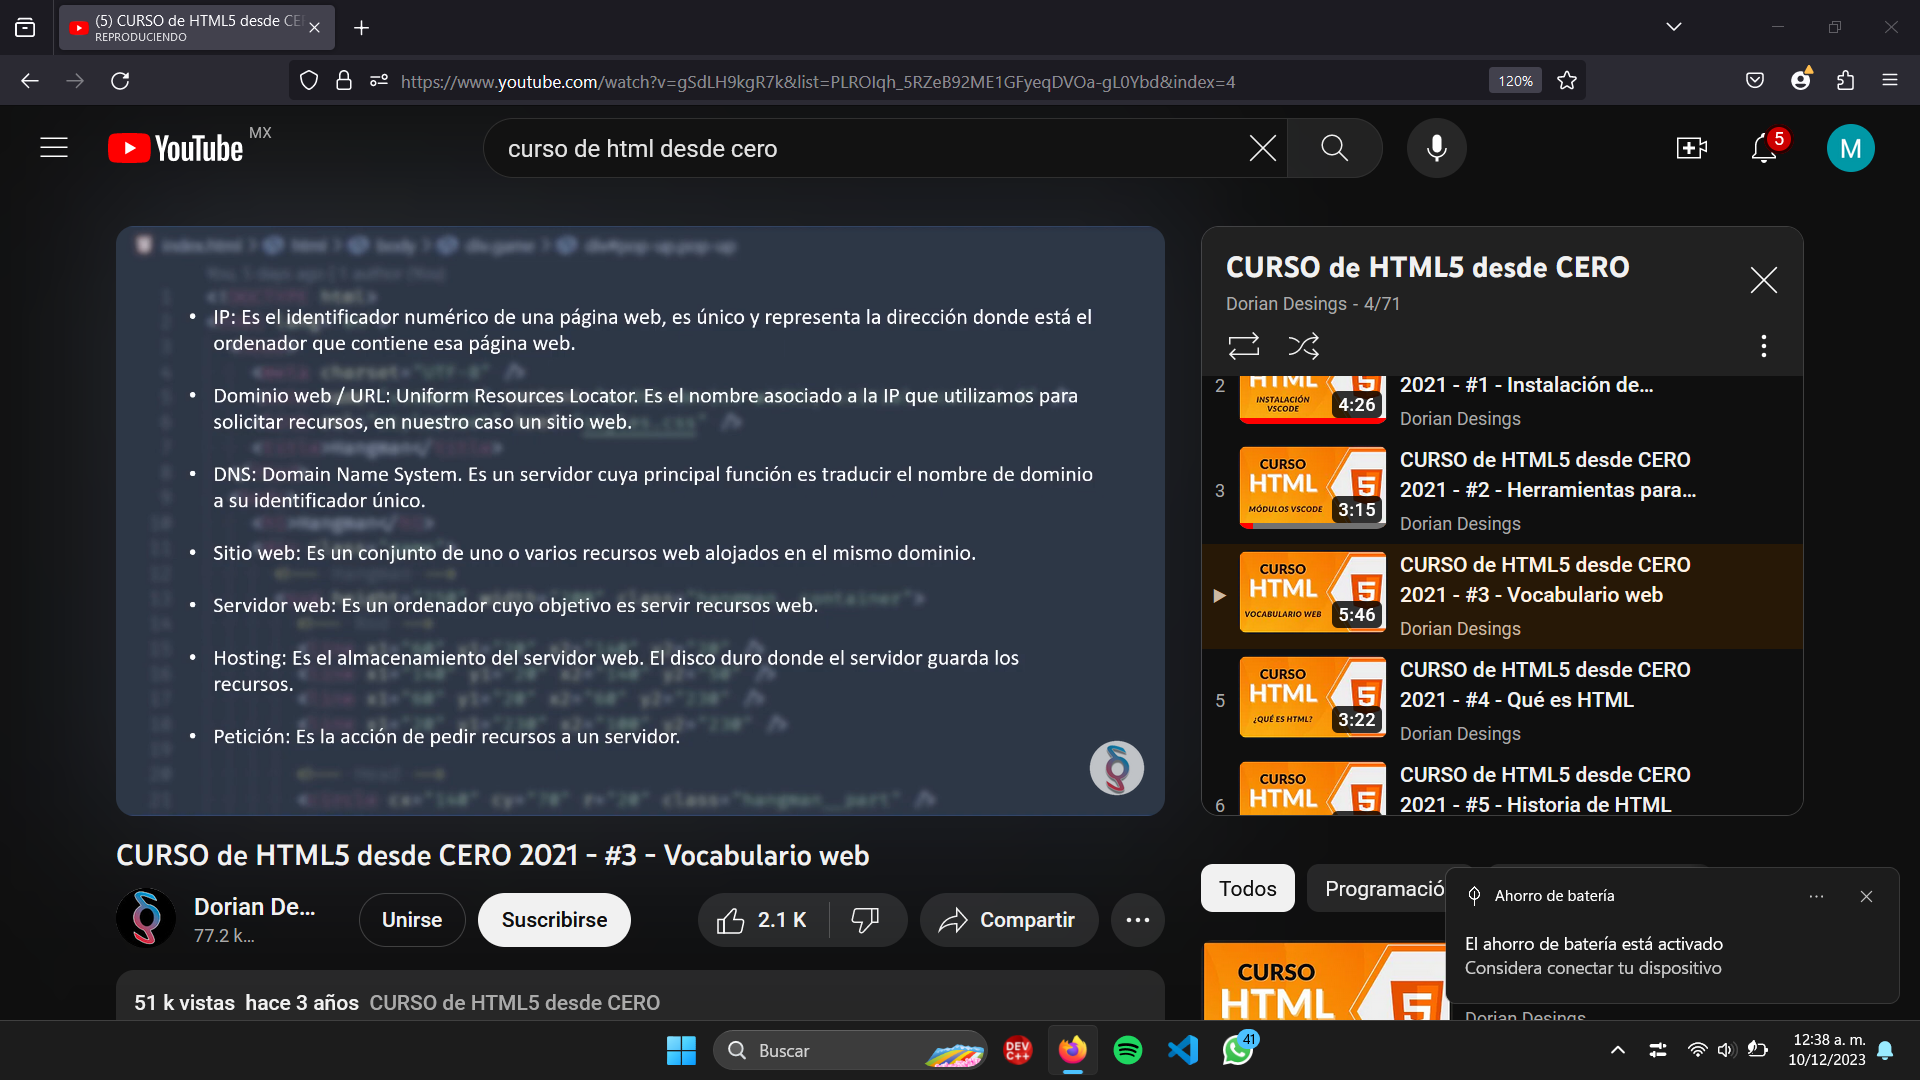 (5) CURSO de HTML5 desde CE
REPRODUCIENDO
https://www.youtube.com/watch?v=gSdLH9kgR7k&list=PLROIqh_5RZeB92ME1GFyeqDVOa-gL0Ybd&index=4
120%
YouTube
MX
curso de html desde cero
5
M
• IP: Es el identificador numérico de una página web, es único y representa la dirección donde está el
ordenador que contiene esa página web.
• Dominio web / URL: Uniform Resources Locator. Es el nombre asociado a la IP que utilizamos para
solicitar recursos, en nuestro caso un sitio web.
• DNS: Domain Name System. Es un servidor cuya principal función es traducir el nombre de dominio
a su identificador único.
• Sitio web: Es un conjunto de uno o varios recursos web alojados en el mismo dominio.
• Servidor web: Es un ordenador cuyo objetivo es servir recursos web.
• Hosting: Es el almacenamiento del servidor web. El disco duro donde el servidor guarda los
recursos.
• Petición: Es la acción de pedir recursos a un servidor.
CURSO de HTML5 desde CERO 2021 - #3 - Vocabulario web
Dorian De...
77.2 k...
Unirse
Suscribirse
2.1 K
Compartir
51 k vistas hace 3 años CURSO de HTML5 desde CERO
CURSO de HTML5 desde CERO
Dorian Desings - 4/71
2
HTML
INSTALACIÓN
VSCODE
4:26
2021 - #1 - Instalación de...
Dorian Desings
3
CURSO
HTML
MÓDULOS VSCODE
3:15
CURSO de HTML5 desde CERO
2021 - #2 - Herramientas para...
Dorian Desings
CURSO
HTML
VOCABULARIO WEB
5:46
CURSO de HTML5 desde CERO
2021 - #3 - Vocabulario web
Dorian Desings
5
CURSO
HTML
¿QUÉ ES HTML?
3:22
CURSO de HTML5 desde CERO
2021 - #4 - Qué es HTML
Dorian Desings
6
CURSO
HTML
CURSO de HTML5 desde CERO
2021 - #5 - Historia de HTML
Todos
Programació
CURSO
HTML
Dorian Desings
Ahorro de batería
El ahorro de batería está activado
Considera conectar tu dispositivo
Buscar
DEV
C++
41
12:38 a. m.
10/12/2023